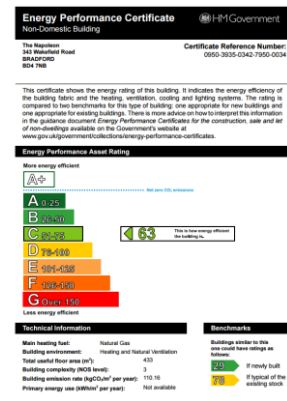 Energy Performance Certificate
HM Government
Non-Domestic Building
The Napoleon
343 Wakefield Road
BRADFORD
BD4 7NB
Certificate Reference Number:
0950-3935-0342-7950-0034
This certificate shows the energy rating of this building. It indicates the energy efficiency of
the building fabric and the heating, ventilation, cooling and lighting systems. The rating is
compared to two benchmarks for this type of building: one appropriate for new buildings and
one appropriate for existing buildings. There is more advice on how to interpret this information
in the guidance document Energy Performance Certificates for the construction, sale and let
of non-dwellings available on the Government's website at
www.gov.uk/government/collections/energy-performance-certificates.
Energy Performance Asset Rating
More energy efficient
A+
Net zero CO₂ emissions
A 0-25
B 26-50
C 51-75
63
This is how energy efficient
the building is.
D 76-100
E 101-125
F 126-150
G Over 150
Less energy efficient
Technical Information
Main heating fuel: Natural Gas
Building environment: Heating and Natural Ventilation
Total useful floor area (m²): 433
Building complexity (NOS level): 3
Building emission rate (kgCO₂/m² per year): 110.16
Primary energy use (kWh/m² per year): Not available
Benchmarks
Buildings similar to this
one could have ratings as
follows:
29 If newly built
78 If typical of the
existing stock